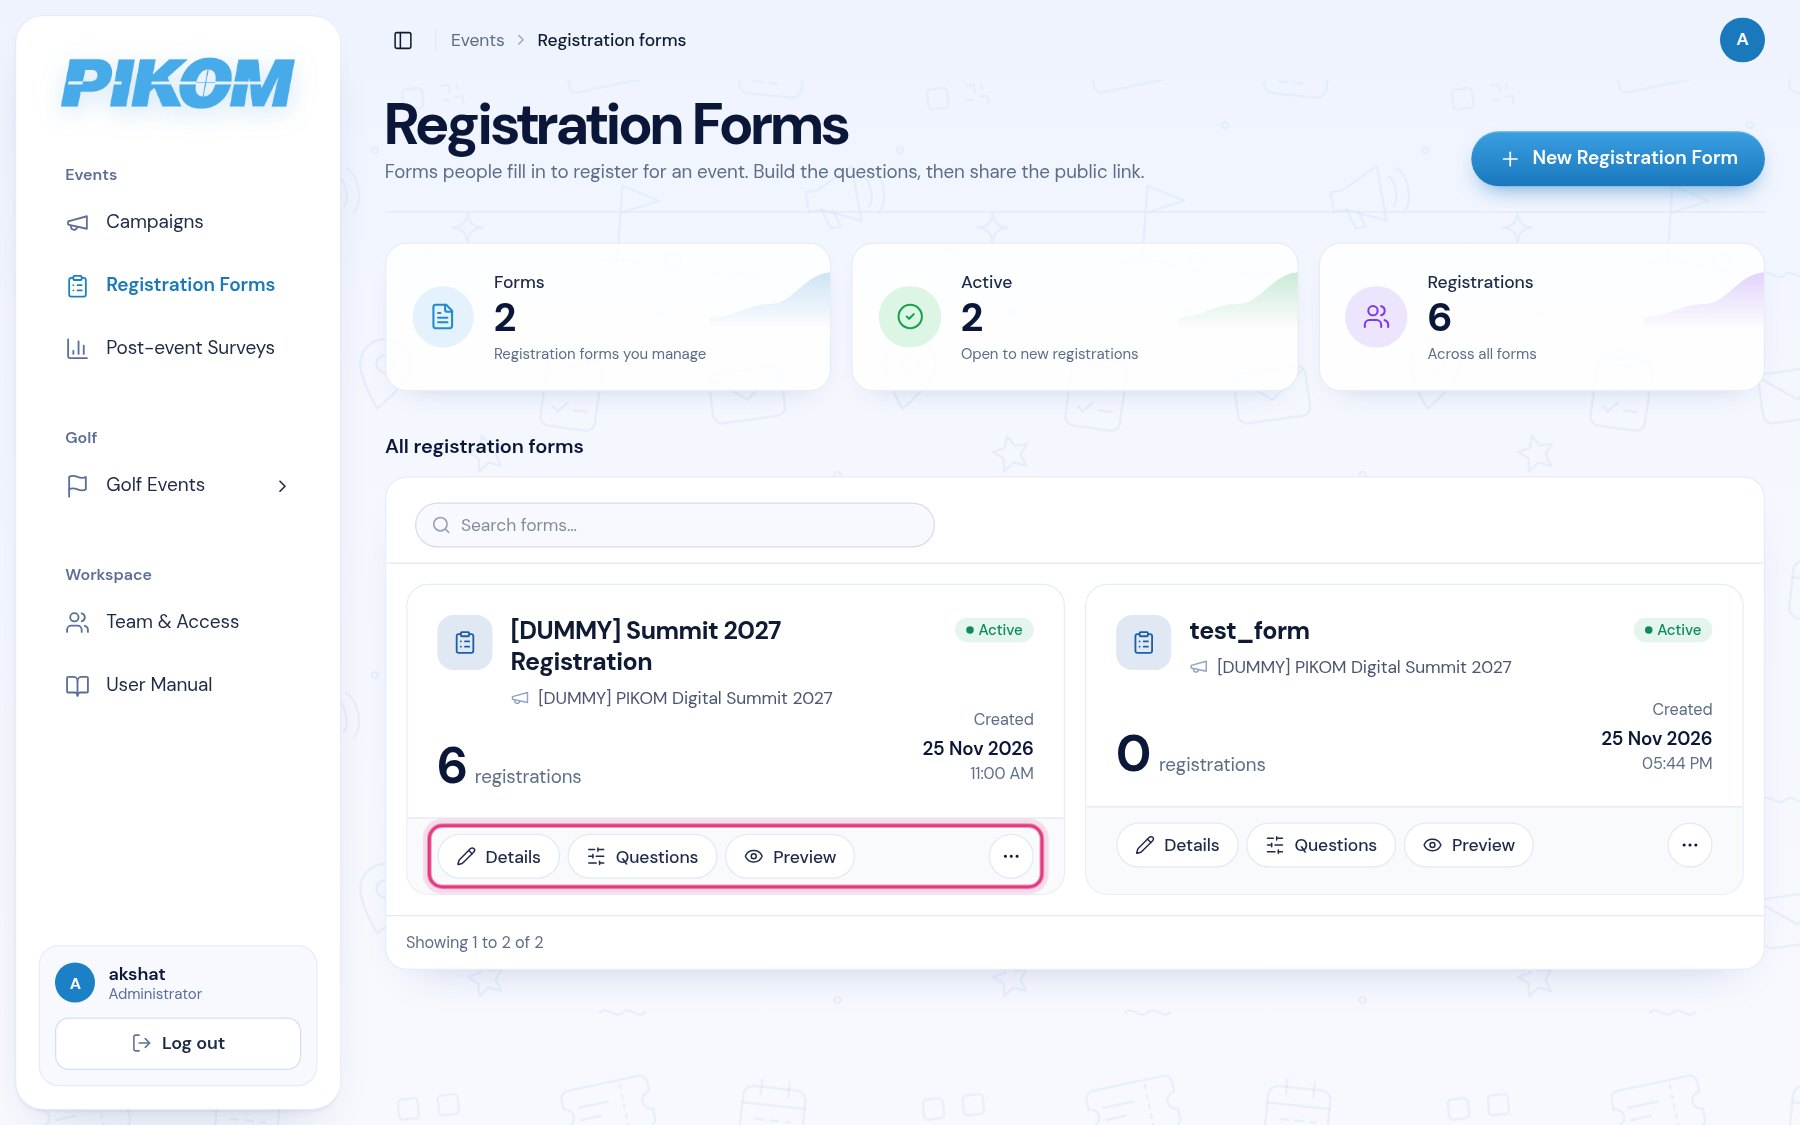 PIKOM
Events
Campaigns
Registration Forms
Post-event Surveys
Golf
Golf Events
Workspace
Team & Access
User Manual
A
akshat
Administrator
Log out
Events
Registration forms
A
Registration Forms
Forms people fill in to register for an event. Build the questions, then share the public link.
New Registration Form
Forms
2
Registration forms you manage
Active
2
Open to new registrations
Registrations
6
Across all forms
All registration forms
Search forms...
[DUMMY] Summit 2027
Registration
Active
[DUMMY] PIKOM Digital Summit 2027
Created
25 Nov 2026
11:00 AM
6 registrations
Details
Questions
Preview
test_form
Active
[DUMMY] PIKOM Digital Summit 2027
Created
25 Nov 2026
05:44 PM
0 registrations
Details
Questions
Preview
Showing 1 to 2 of 2